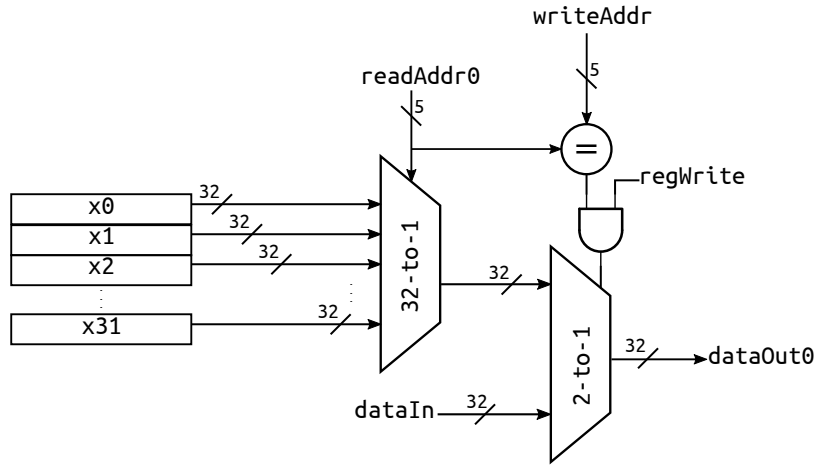 writeAddr
5
readAddr0
5
=
regWrite
x0
32
x1
32
x2
32
x31
32
32-to-1
32
2-to-1
32
dataOut0
dataIn
32